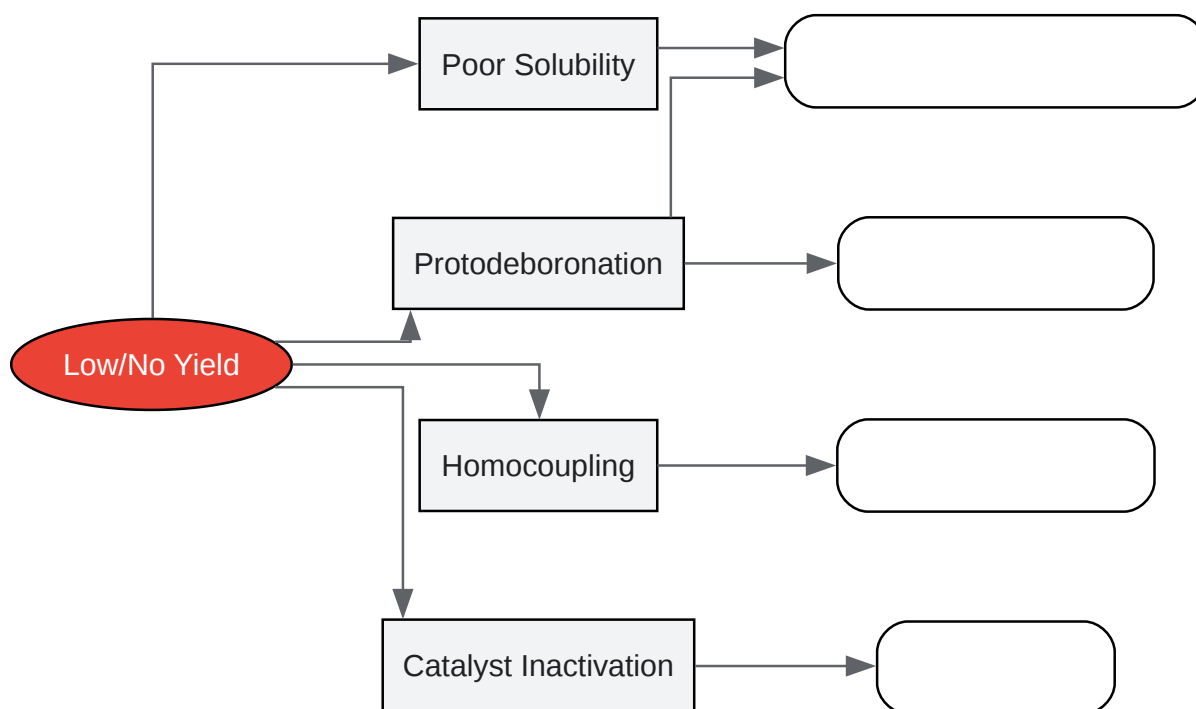 Poor Solubility
Protodeboronation
Low/No Yield
Homocoupling
Catalyst Inactivation